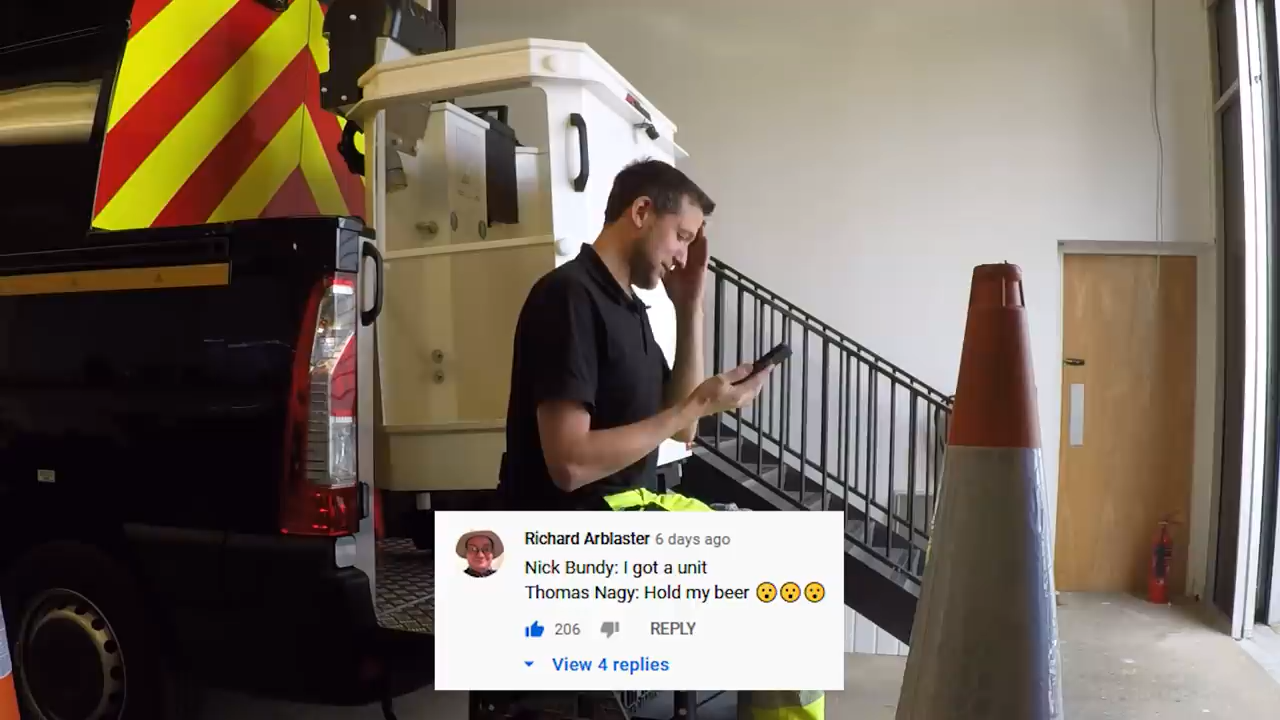 Richard Arblaster 6 days ago
Nick Bundy: I got a unit
Thomas Nagy: Hold my beer 😮😮😮
206 REPLY
View 4 replies